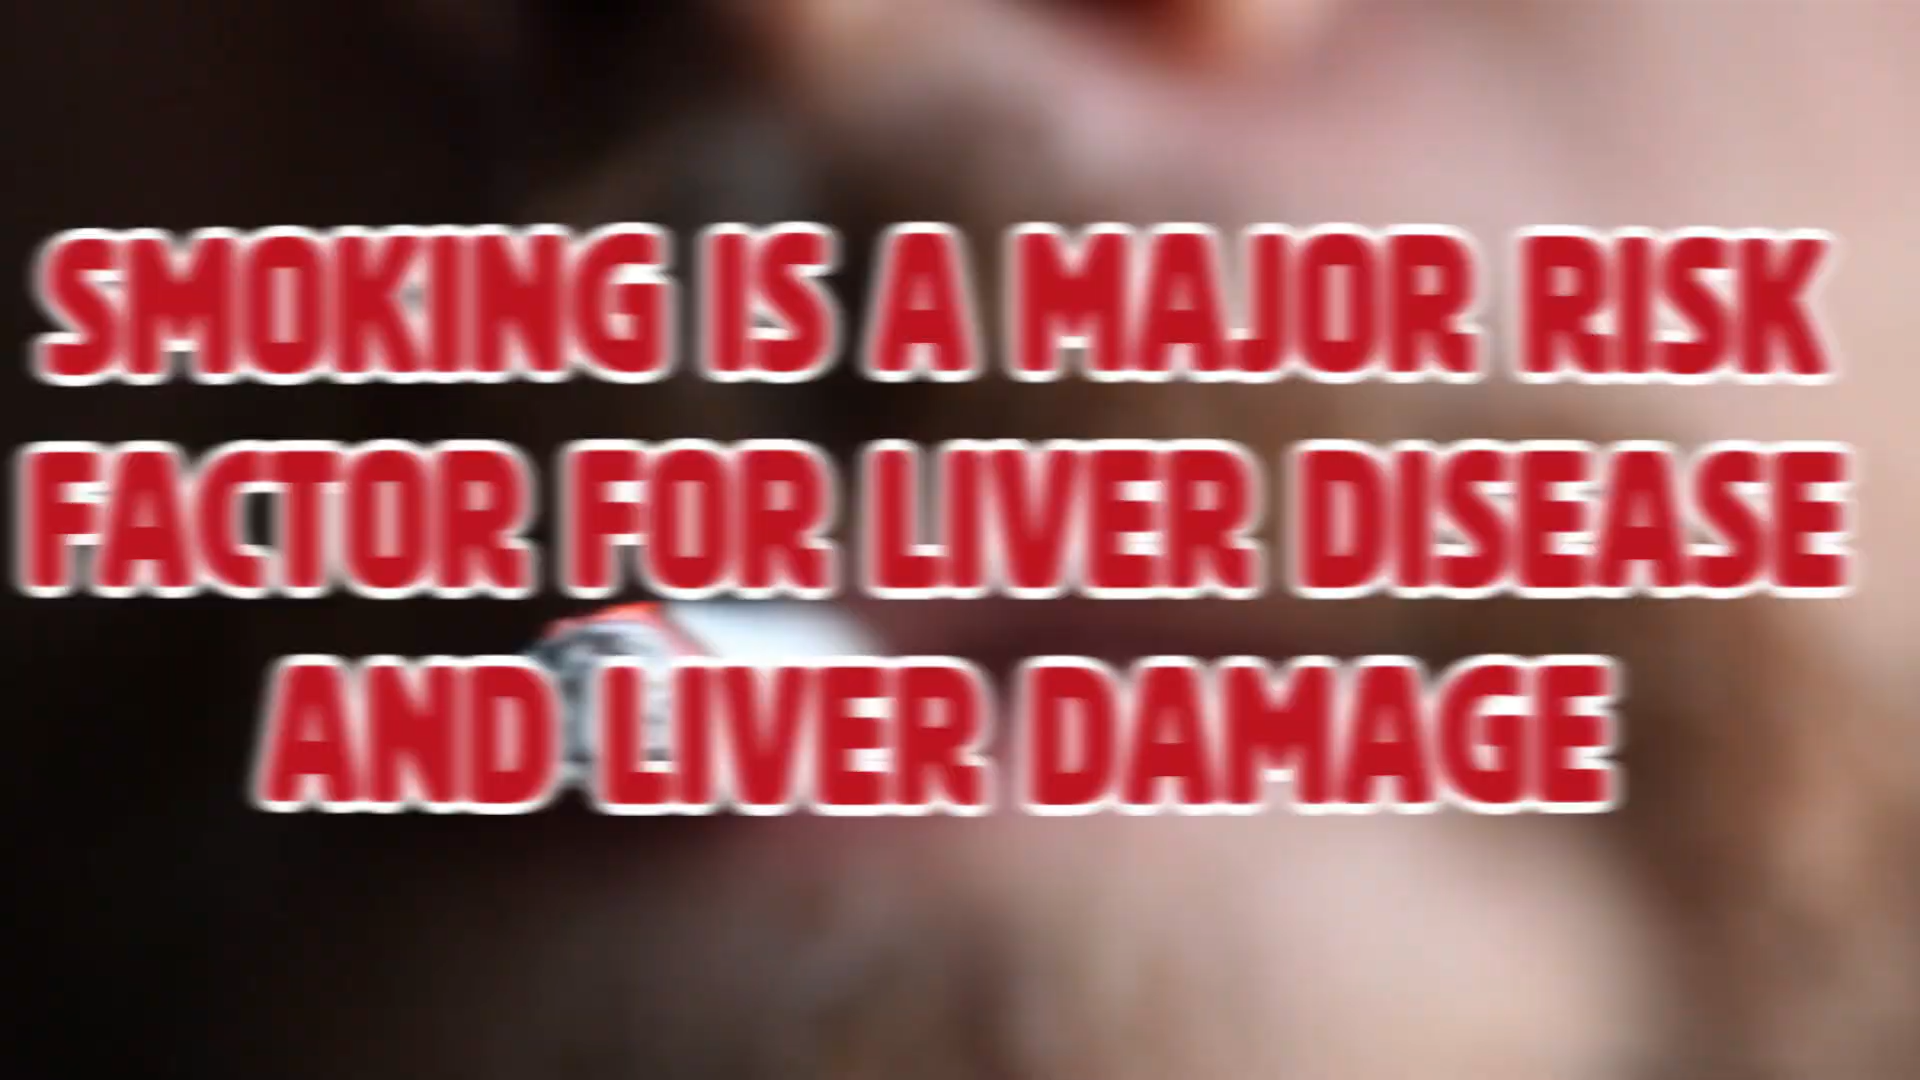 SMOKING IS A MAJOR RISK
FACTOR FOR LIVER DISEASE
AND LIVER DAMAGE